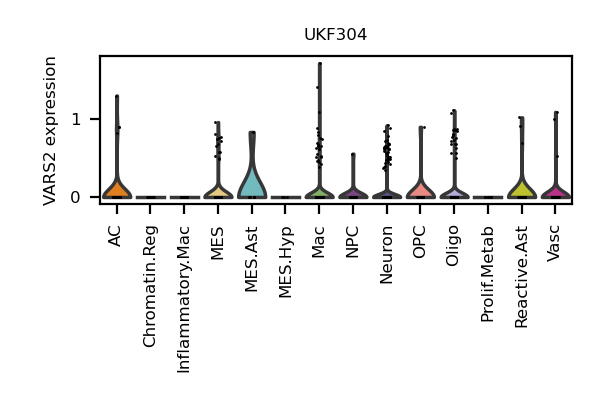 UKF304
VARS2 expression
1
0
AC
Chromatin.Reg
Inflammatory.Mac
MES
MES.Ast
MES.Hyp
Mac
NPC
Neuron
OPC
Oligo
Prolif.Metab
Reactive.Ast
Vasc